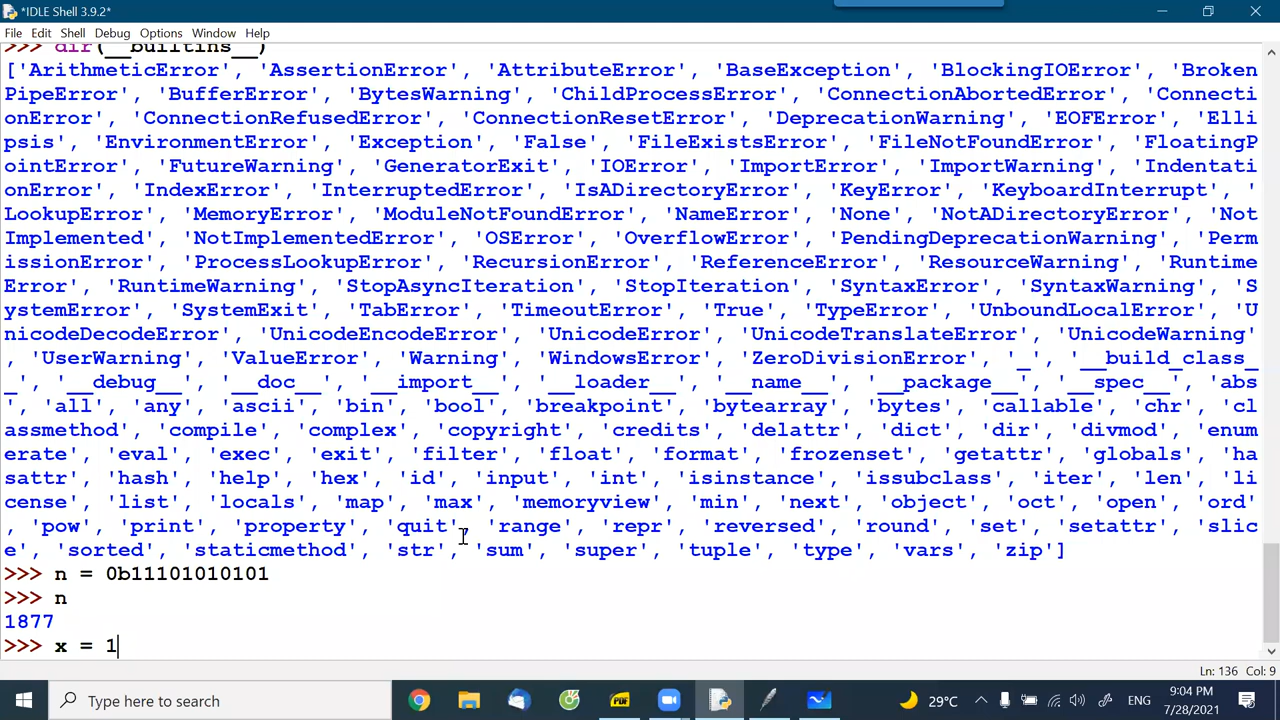 *IDLE Shell 3.9.2*
File Edit Shell Debug Options Window Help
>>> dir(__builtins__)
['ArithmeticError', 'AssertionError', 'AttributeError', 'BaseException', 'BlockingIOError', 'Broken
PipeError', 'BufferError', 'BytesWarning', 'ChildProcessError', 'ConnectionAbortedError', 'Connecti
onError', 'ConnectionRefusedError', 'ConnectionResetError', 'DeprecationWarning', 'EOFError', 'Elli
psis', 'EnvironmentError', 'Exception', 'False', 'FileExistsError', 'FileNotFoundError', 'FloatingP
ointError', 'FutureWarning', 'GeneratorExit', 'IOError', 'ImportError', 'ImportWarning', 'Indentati
onError', 'IndexError', 'InterruptedError', 'IsADirectoryError', 'KeyError', 'KeyboardInterrupt', '
LookupError', 'MemoryError', 'ModuleNotFoundError', 'NameError', 'None', 'NotADirectoryError', 'Not
Implemented', 'NotImplementedError', 'OSError', 'OverflowError', 'PendingDeprecationWarning', 'Perm
issionError', 'ProcessLookupError', 'RecursionError', 'ReferenceError', 'ResourceWarning', 'Runtime
Error', 'RuntimeWarning', 'StopAsyncIteration', 'StopIteration', 'SyntaxError', 'SyntaxWarning', 'S
ystemError', 'SystemExit', 'TabError', 'TimeoutError', 'True', 'TypeError', 'UnboundLocalError', 'U
nicodeDecodeError', 'UnicodeEncodeError', 'UnicodeError', 'UnicodeTranslateError', 'UnicodeWarning'
, 'UserWarning', 'ValueError', 'Warning', 'WindowsError', 'ZeroDivisionError', '_', '__build_class_
_', '__debug__', '__doc__', '__import__', '__loader__', '__name__', '__package__', '__spec__', 'abs
', 'all', 'any', 'ascii', 'bin', 'bool', 'breakpoint', 'bytearray', 'bytes', 'callable', 'chr', 'cl
assmethod', 'compile', 'complex', 'copyright', 'credits', 'delattr', 'dict', 'dir', 'divmod', 'enum
erate', 'eval', 'exec', 'exit', 'filter', 'float', 'format', 'frozenset', 'getattr', 'globals', 'ha
sattr', 'hash', 'help', 'hex', 'id', 'input', 'int', 'isinstance', 'issubclass', 'iter', 'len', 'li
cense', 'list', 'locals', 'map', 'max', 'memoryview', 'min', 'next', 'object', 'oct', 'open', 'ord'
, 'pow', 'print', 'property', 'quit', 'range', 'repr', 'reversed', 'round', 'set', 'setattr', 'slic
e', 'sorted', 'staticmethod', 'str', 'sum', 'super', 'tuple', 'type', 'vars', 'zip']
>>> n = 0b11101010101
>>> n
1877
>>> x = 1
Ln: 136 Col: 9
Type here to search
PDF
29°C
ENG
9:04 PM
7/28/2021